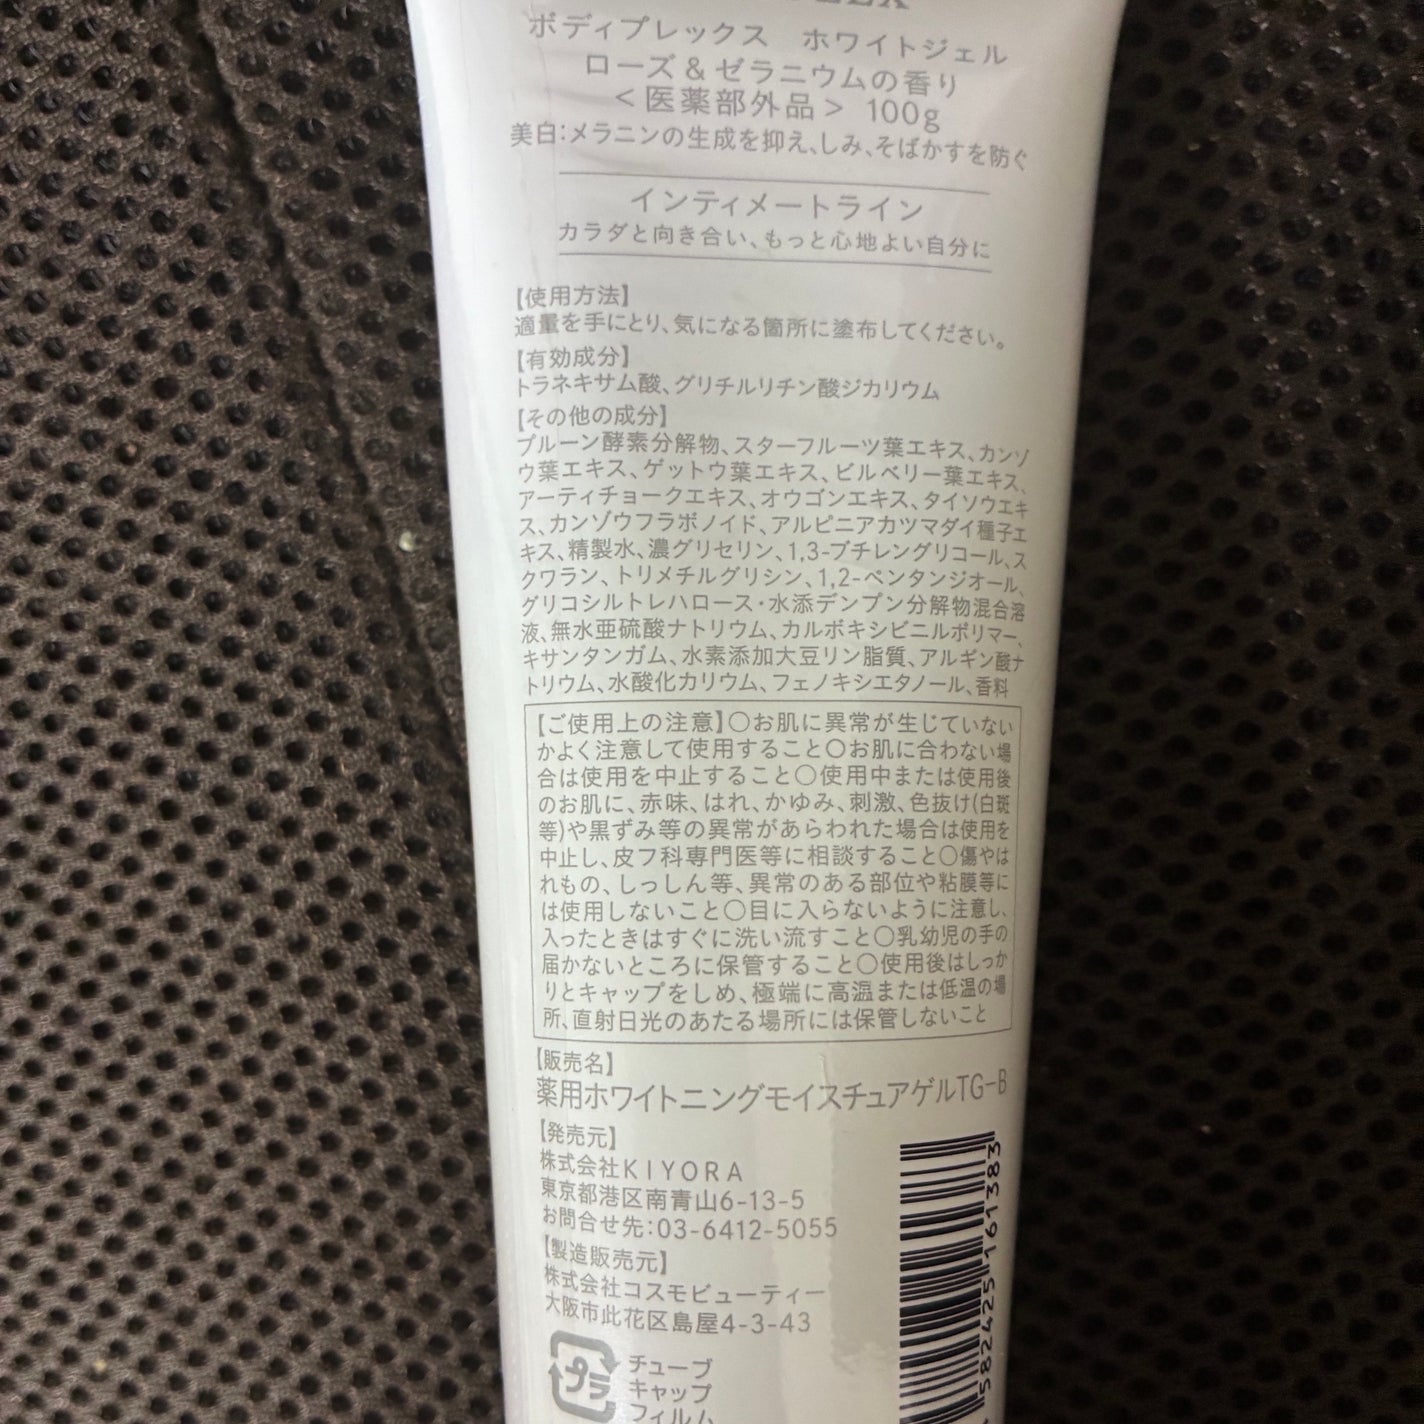 ボディプレックス　ホワイトジェル
ローズ&ゼラニウムの香り
<医薬部外品> 100g
美白:メラニンの生成を抑え、しみ、そばかすを防ぐ
インティメートライン
カラダと向き合い、もっと心地よい自分に
【使用方法】
適量を手にとり、気になる箇所に塗布してください。
【有効成分】
トラネキサム酸、グリチルリチン酸ジカリウム
【その他の成分】
プルーン酵素分解物、スターフルーツ葉エキス、カンゾ
ウ葉エキス、ゲットウ葉エキス、ビルベリー葉エキス、
アーティチョークエキス、オウゴンエキス、タイソウエキ
ス、カンゾウフラボノイド、アルピニアカツマダイ種子エ
キス、精製水、濃グリセリン、1,3-ブチレングリコール、ス
クワラン、トリメチルグリシン、1,2-ペンタンジオール、
グリコシルトレハロース・水添デンプン分解物混合溶
液、無水亜硫酸ナトリウム、カルボキシビニルポリマー、
キサンタンガム、水素添加大豆リン脂質、アルギン酸ナ
トリウム、水酸化カリウム、フェノキシエタノール、香料
【ご使用上の注意】○お肌に異常が生じていない
かよく注意して使用すること○お肌に合わない場
合は使用を中止すること○使用中または使用後
のお肌に、赤味、はれ、かゆみ、刺激、色抜け(白斑
等)や黒ずみ等の異常があらわれた場合は使用を
中止し、皮フ科専門医等に相談すること○傷やは
れもの、しっしん等、異常のある部位や粘膜等に
は使用しないこと○目に入らないように注意し、
入ったときはすぐに洗い流すこと○乳幼児の手の
届かないところに保管すること○使用後はしっか
りとキャップをしめ、極端に高温または低温の場
所、直射日光のあたる場所には保管しないこと
【販売名】
薬用ホワイトニングモイスチュアゲルTG-B
【発売元】
株式会社KIYORA
東京都港区南青山6-13-5
お問合せ先:03-6412-5055
【製造販売元】
株式会社コスモビューティー
大阪市此花区島屋4-3-43
プラ
チューブ
キャップ
フィルム
582425 161383